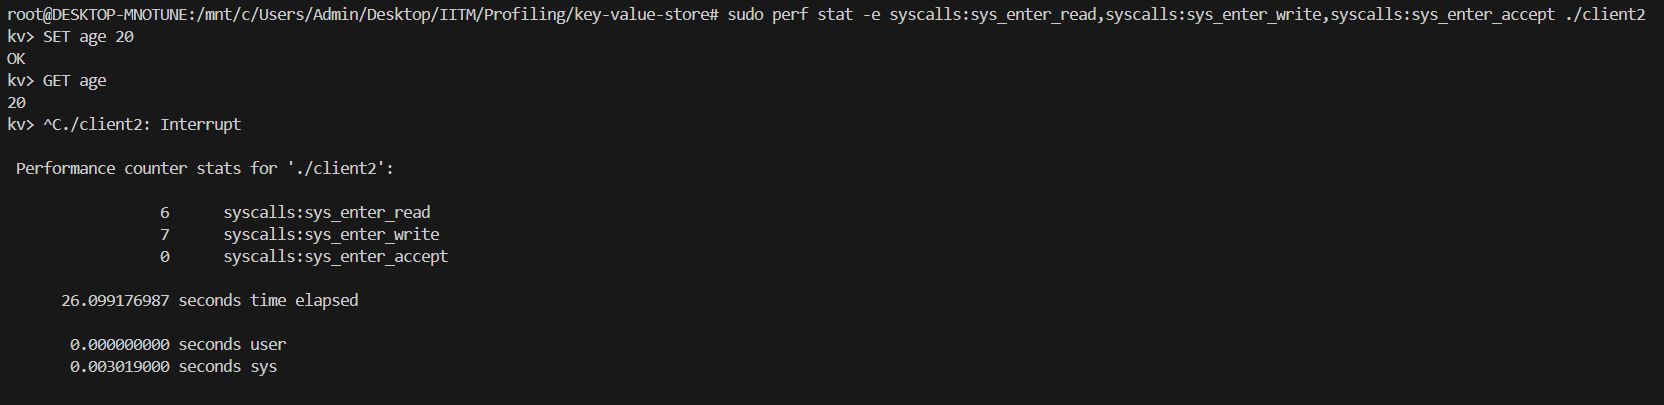 root@DESKTOP-MNOTUNE:/mnt/c/Users/Admin/Desktop/IITM/Profiling/key-value-store# sudo perf stat -e syscalls:sys_enter_read,syscalls:sys_enter_write,syscalls:sys_enter_accept ./client2
kv> SET age 20
OK
kv> GET age
20
kv> ^C./client2: Interrupt
Performance counter stats for './client2':
6 syscalls:sys_enter_read
7 syscalls:sys_enter_write
0 syscalls:sys_enter_accept
26.099176987 seconds time elapsed
0.000000000 seconds user
0.003019000 seconds sys